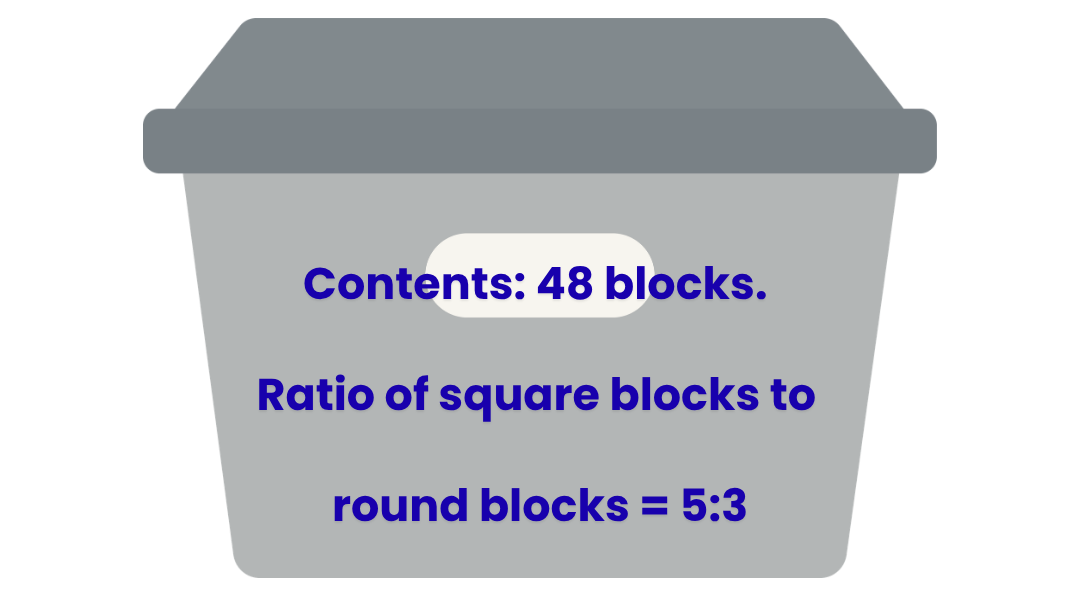 Contents: 48 blocks.
Ratio of square blocks to
round blocks = 5:3